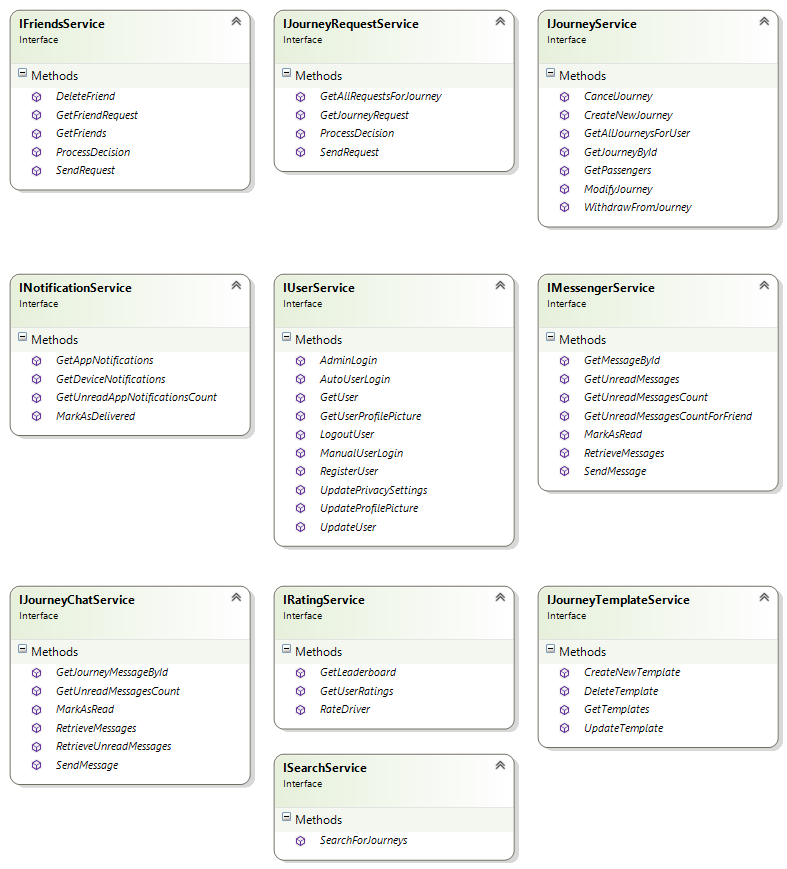 IFriendsService
Interface
Methods
DeleteFriend
GetFriendRequest
GetFriends
ProcessDecision
SendRequest
IJourneyRequestService
Interface
Methods
GetAllRequestsForJourney
GetJourneyRequest
ProcessDecision
SendRequest
IJourneyService
Interface
Methods
CancelJourney
CreateNewJourney
GetAllJourneysForUser
GetJourneyById
GetPassengers
ModifyJourney
WithdrawFromJourney
INotificationService
Interface
Methods
GetAppNotifications
GetDeviceNotifications
GetUnreadAppNotificationsCount
MarkAsDelivered
IUserService
Interface
Methods
AdminLogin
AutoUserLogin
GetUser
GetUserProfilePicture
LogoutUser
ManualUserLogin
RegisterUser
UpdatePrivacySettings
UpdateProfilePicture
UpdateUser
IMessengerService
Interface
Methods
GetMessageById
GetUnreadMessages
GetUnreadMessagesCount
GetUnreadMessagesCountForFriend
MarkAsRead
RetrieveMessages
SendMessage
IJourneyChatService
Interface
Methods
GetJourneyMessageById
GetUnreadMessagesCount
MarkAsRead
RetrieveMessages
RetrieveUnreadMessages
SendMessage
IRatingService
Interface
Methods
GetLeaderboard
GetUserRatings
RateDriver
IJourneyTemplateService
Interface
Methods
CreateNewTemplate
DeleteTemplate
GetTemplates
UpdateTemplate
ISearchService
Interface
Methods
SearchForJourneys